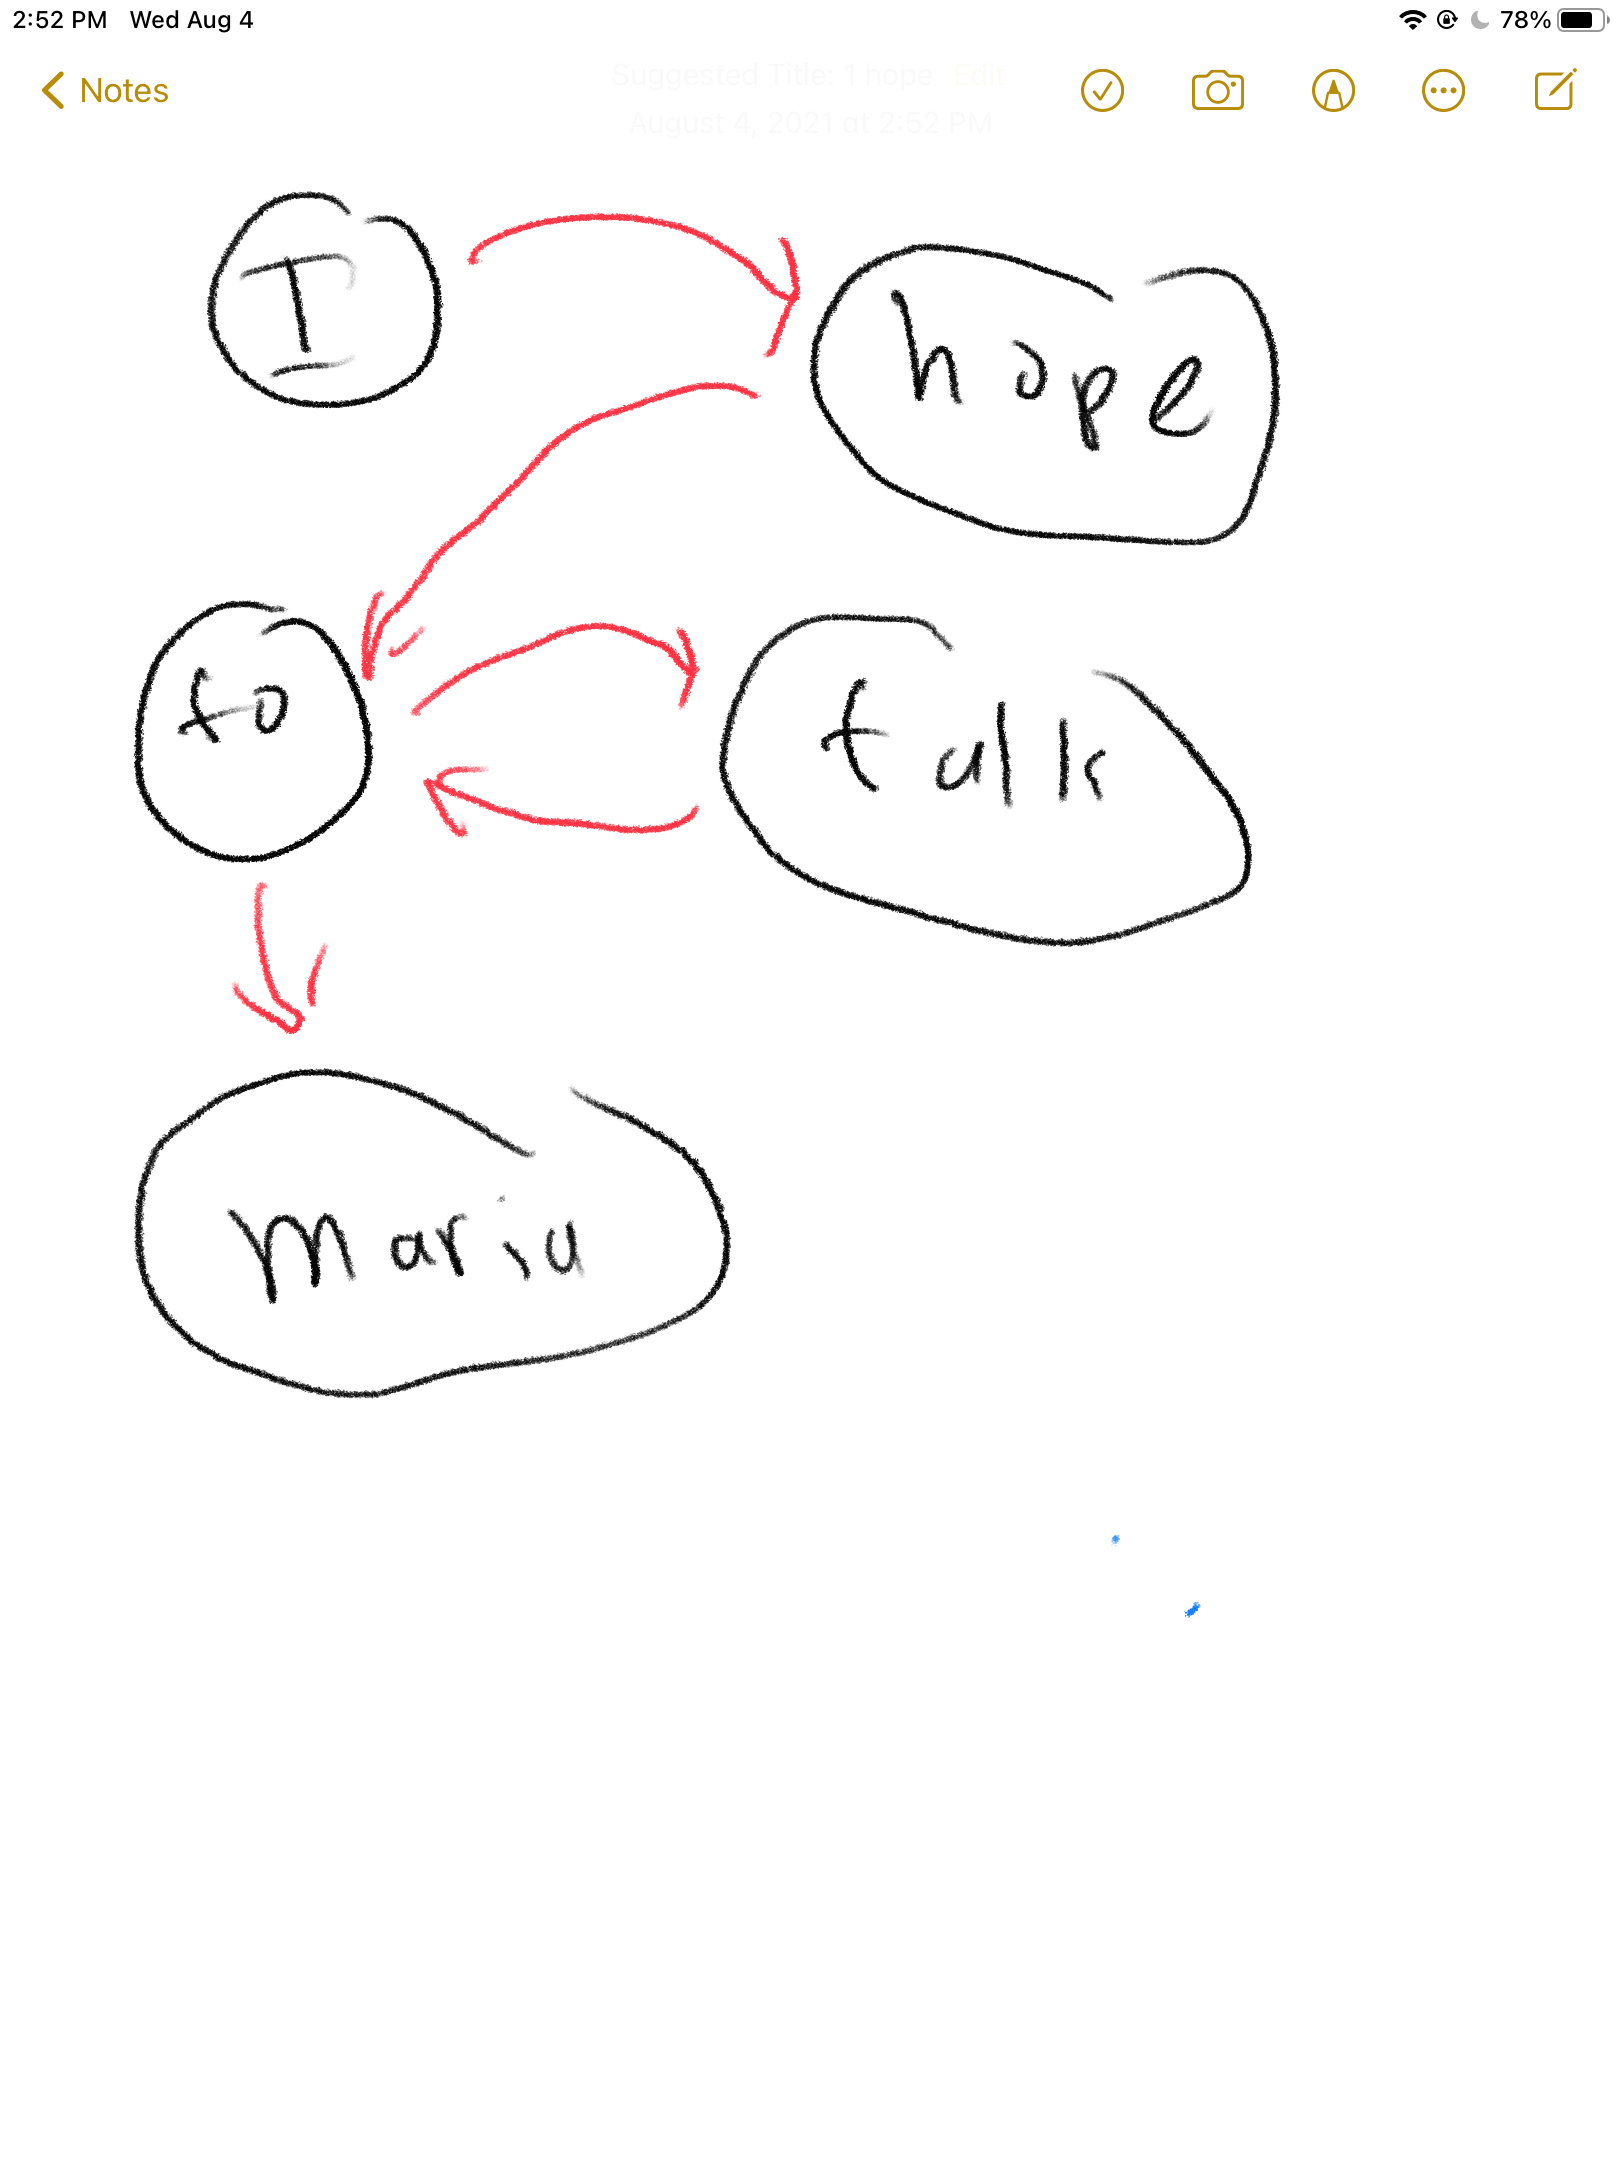 2:52 PM Wed Aug 4 78%
Notes
Suggested Title: 1 hope Edit
August 4, 2021 at 2:52 PM
I
hope
to
talk
Maria